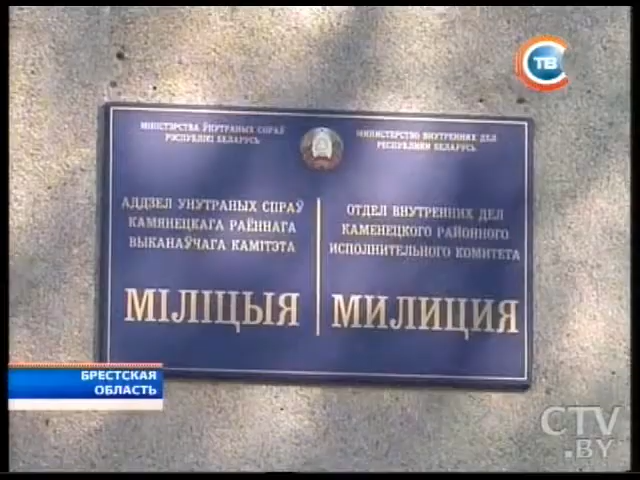 СТВ
МІНІСТЭРСТВА ЎНУТРАНЫХ СПРАЎ
РЭСПУБЛІКІ БЕЛАРУСЬ
МИНИСТЕРСТВО ВНУТРЕННИХ ДЕЛ
РЕСПУБЛИКИ БЕЛАРУСЬ
АДДЗЕЛ УНУТРАНЫХ СПРАЎ
КАМЯНЕЦКАГА РАЁННАГА
ВЫКАНАЎЧАГА КАМІТЭТА
МІЛІЦЫЯ
ОТДЕЛ ВНУТРЕННИХ ДЕЛ
КАМЕНЕЦКОГО РАЙОННОГО
ИСПОЛНИТЕЛЬНОГО КОМИТЕТА
МИЛИЦИЯ
БРЕСТСКАЯ
ОБЛАСТЬ
CTV
.BY